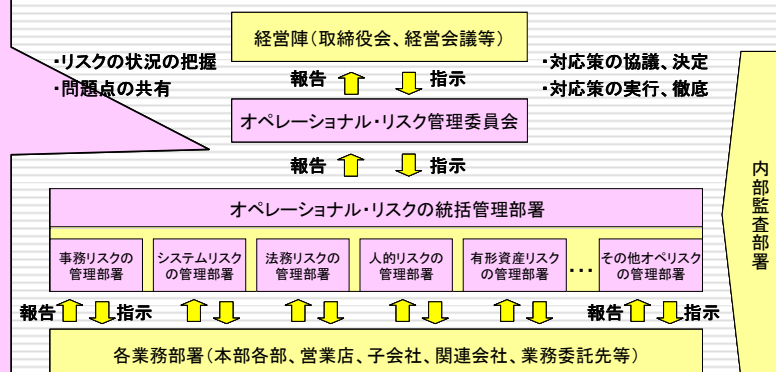 経営陣（取締役会、経営会議等）
・リスクの状況の把握
・問題点の共有
報告
指示
・対応策の協議、決定
・対応策の実行、徹底
オペレーショナル・リスク管理委員会
報告
指示
内部監査部署
オペレーショナル・リスクの統括管理部署
事務リスクの
管理部署
システムリスク
の管理部署
法務リスクの
管理部署
人的リスクの
管理部署
有形資産リスク
の管理部署
…
その他オペリスク
の管理部署
報告
指示
報告
指示
各業務部署（本部各部、営業店、子会社、関連会社、業務委託先等）